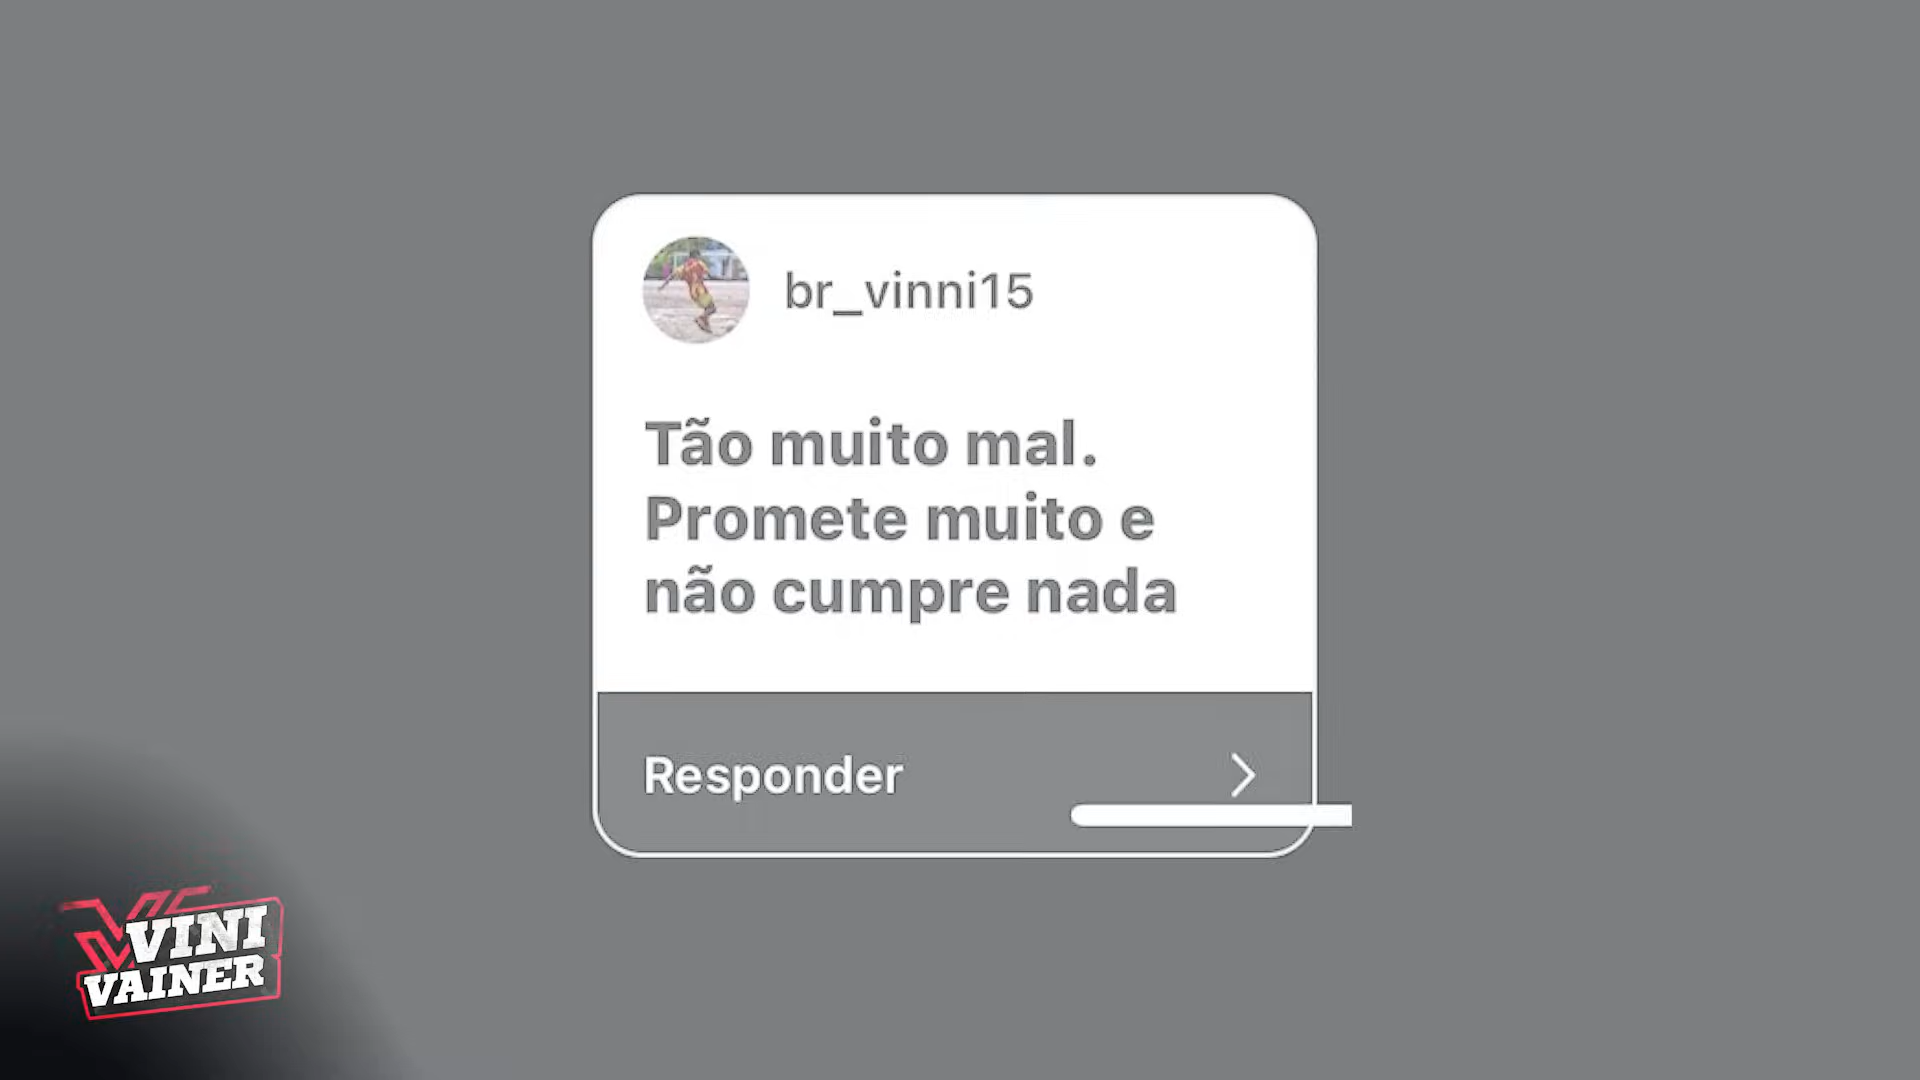 br_vinni15
Tão muito mal.
Promete muito e
não cumpre nada
Responder
VINI
VAINER